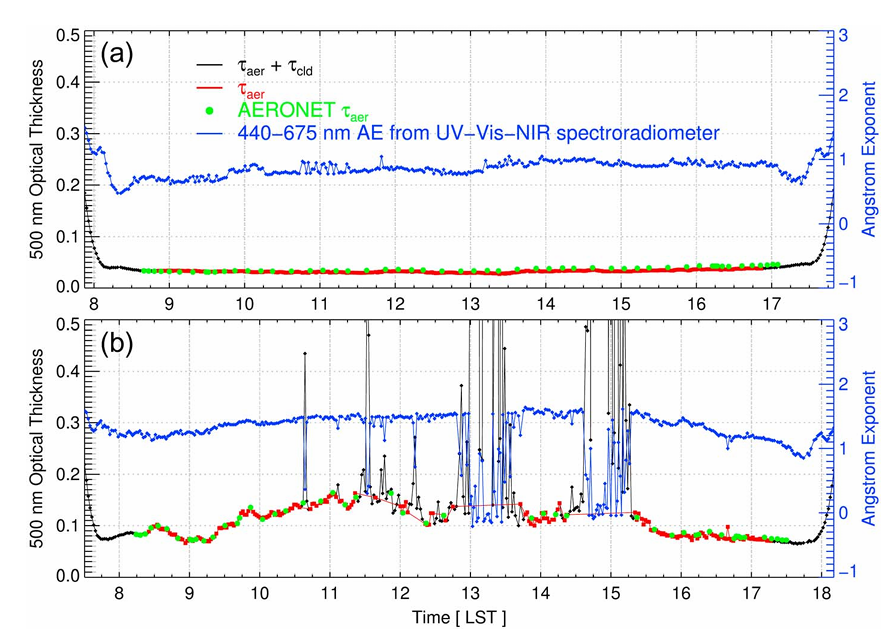 (a)
τaer + τcld
τaer
AERONET τaer
440−675 nm AE from UV−Vis−NIR spectroradiometer
500 nm Optical Thickness
0.5
0.4
0.3
0.2
0.1
0.0
3
2
1
0
−1
Angstrom Exponent
8 9 10 11 12 13 14 15 16 17
(b)
500 nm Optical Thickness
0.5
0.4
0.3
0.2
0.1
0.0
3
2
1
0
−1
Angstrom Exponent
8 9 10 11 12 13 14 15 16 17 18
Time [ LST ]